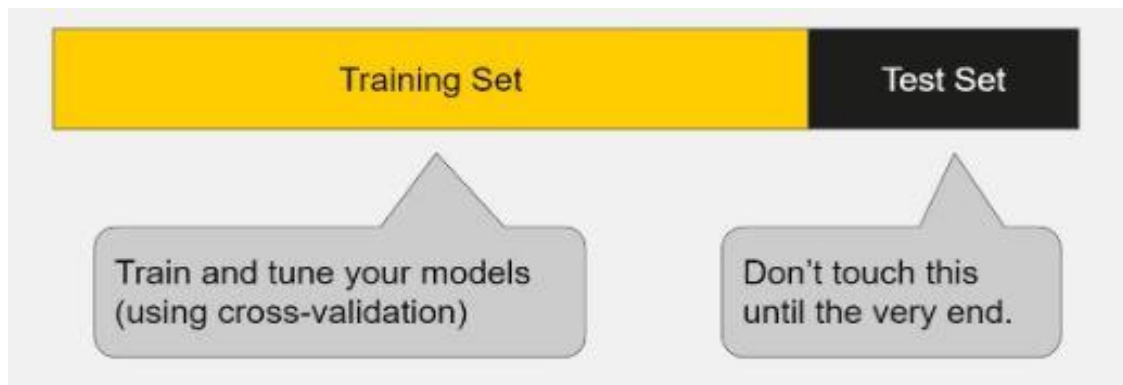 Training Set
Test Set
Train and tune your models
(using cross-validation)
Don't touch this
until the very end.